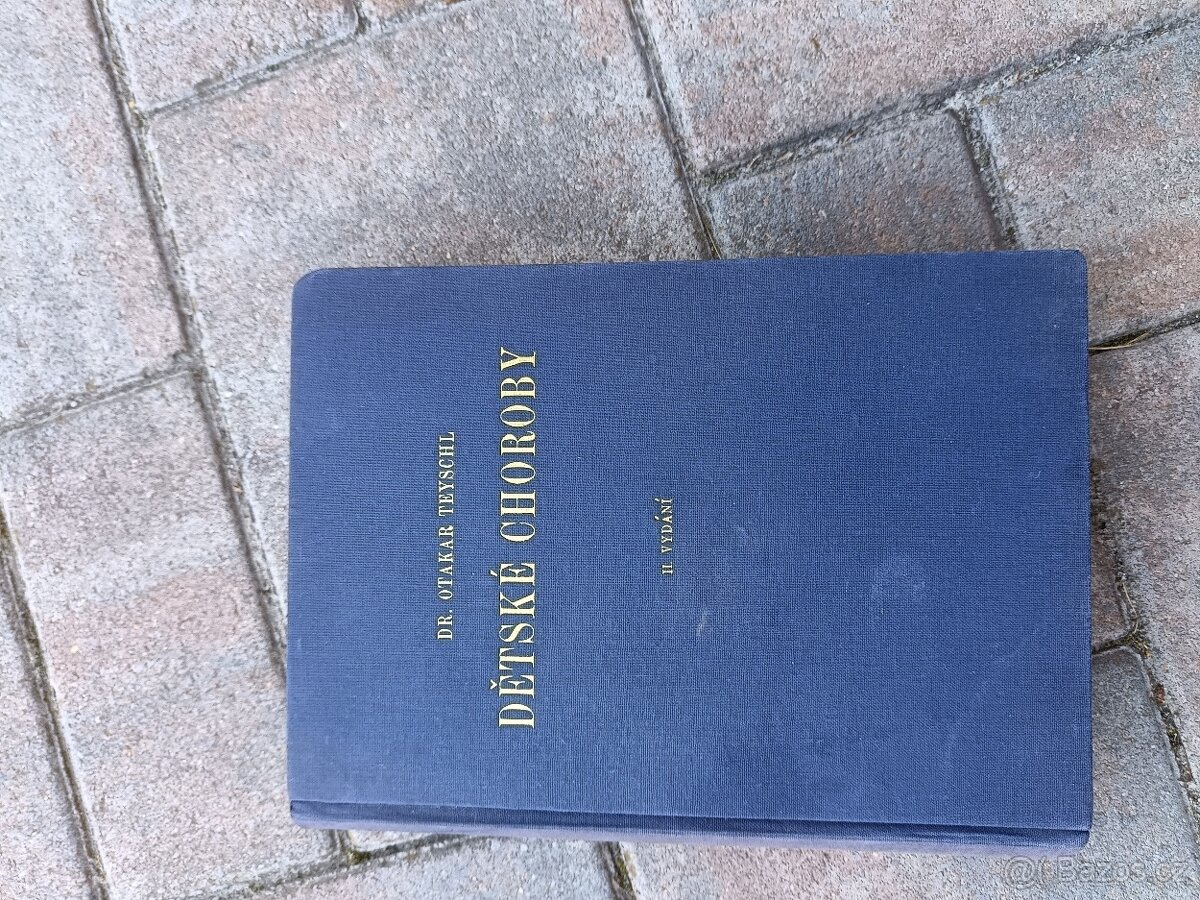 DR. OTAKAR TEYSCHL
DĚTSKÉ CHOROBY
II. VYDÁNÍ
@Bazos.cz